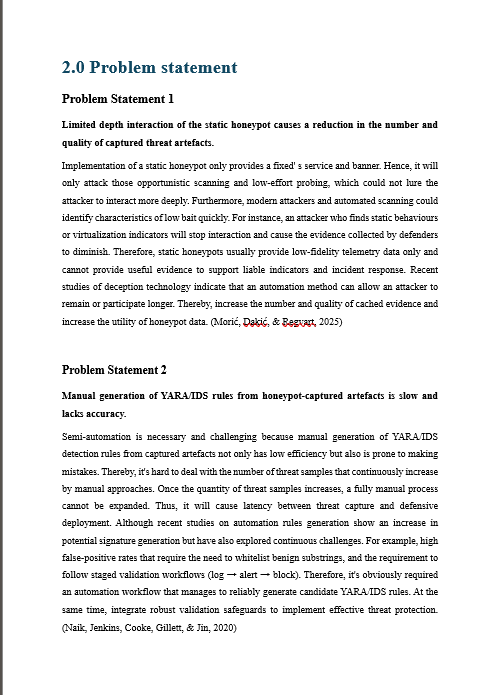 2.0 Problem statement
Problem Statement 1
Limited depth interaction of the static honeypot causes a reduction in the number and
quality of captured threat artefacts.
Implementation of a static honeypot only provides a fixed' s service and banner. Hence, it will
only attack those opportunistic scanning and low-effort probing, which could not lure the
attacker to interact more deeply. Furthermore, modern attackers and automated scanning could
identify characteristics of low bait quickly. For instance, an attacker who finds static behaviours
or virtualization indicators will stop interaction and cause the evidence collected by defenders
to diminish. Therefore, static honeypots usually provide low-fidelity telemetry data only and
cannot provide useful evidence to support liable indicators and incident response. Recent
studies of deception technology indicate that an automation method can allow an attacker to
remain or participate longer. Thereby, increase the number and quality of cached evidence and
increase the utility of honeypot data. (Morić, Dakić, & Regvart, 2025)
Problem Statement 2
Manual generation of YARA/IDS rules from honeypot-captured artefacts is slow and
lacks accuracy.
Semi-automation is necessary and challenging because manual generation of YARA/IDS
detection rules from captured artefacts not only has low efficiency but also is prone to making
mistakes. Thereby, it's hard to deal with the number of threat samples that continuously increase
by manual approaches. Once the quantity of threat samples increases, a fully manual process
cannot be expanded. Thus, it will cause latency between threat capture and defensive
deployment. Although recent studies on automation rules generation show an increase in
potential signature generation but have also explored continuous challenges. For example, high
false-positive rates that require the need to whitelist benign substrings, and the requirement to
follow staged validation workflows (log → alert → block). Therefore, it's obviously required
an automation workflow that manages to reliably generate candidate YARA/IDS rules. At the
same time, integrate robust validation safeguards to implement effective threat protection.
(Naik, Jenkins, Cooke, Gillett, & Jin, 2020)